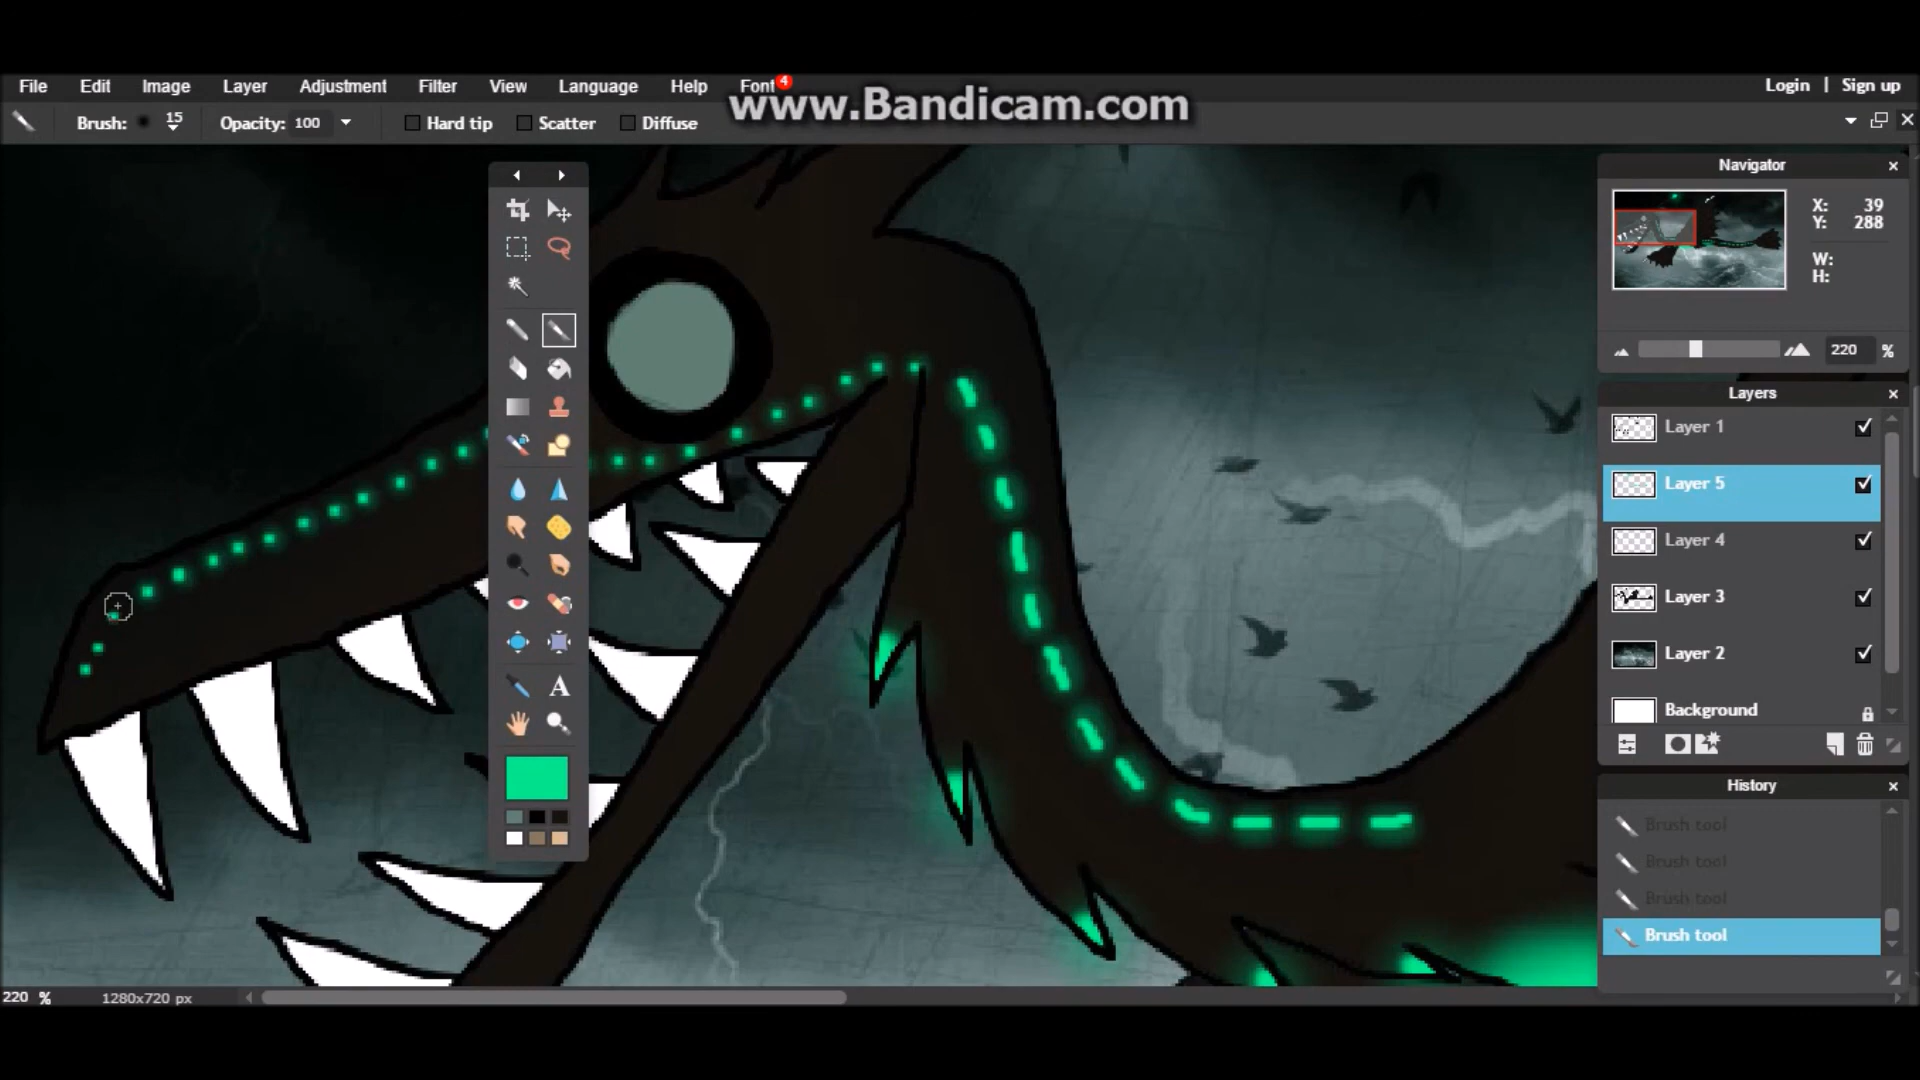 File Edit Image Layer Adjustment Filter View Language Help Font 4 Login | Sign up
www.Bandicam.com
Brush: 15 Opacity: 100 Hard tip Scatter Diffuse
Navigator
X: 39
Y: 288
W:
H:
220 %
Layers
Layer 1
Layer 5
Layer 4
Layer 3
Layer 2
Background
A
History
Brush tool
Brush tool
Brush tool
Brush tool
220 % 1280x720 px